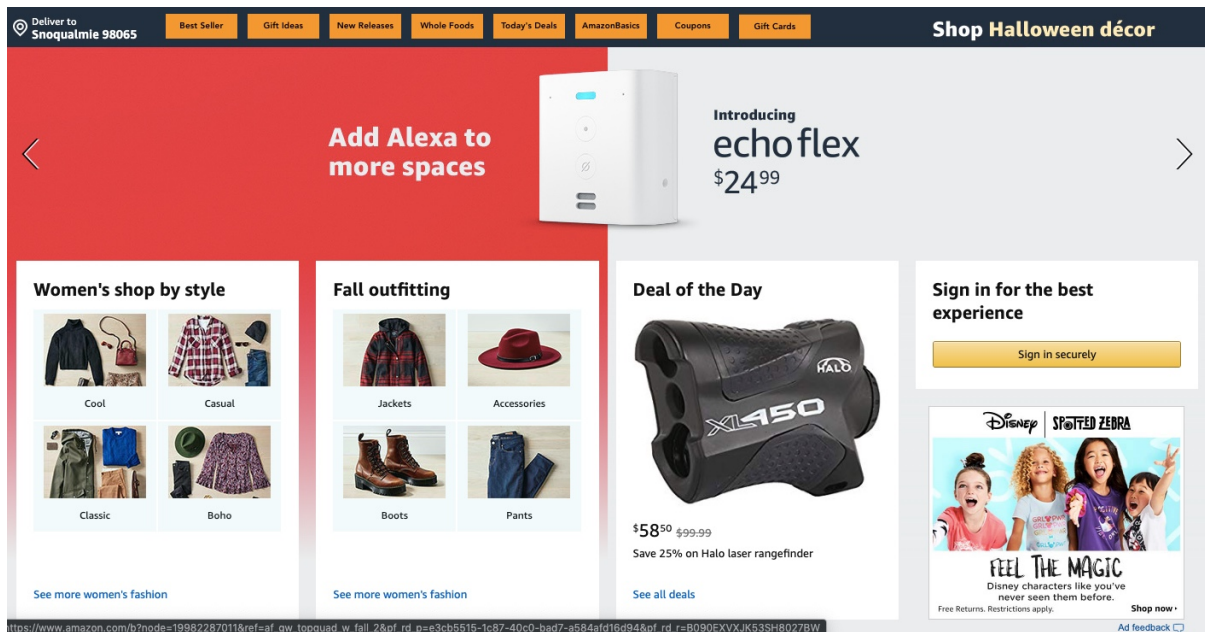 Deliver to
Snoqualmie 98065
Best Seller
Gift Ideas
New Releases
Whole Foods
Today's Deals
AmazonBasics
Coupons
Gift Cards
Shop Halloween décor
Add Alexa to
more spaces
Introducing
echo flex
$24 99
Women's shop by style
Cool
Casual
Classic
Boho
See more women's fashion
Fall outfitting
Jackets
Accessories
Boots
Pants
See more women's fashion
Deal of the Day
HALO
XL450
$58 50 $99.99
Save 25% on Halo laser rangefinder
See all deals
Sign in for the best
experience
Sign in securely
Disney | SPOTTED ZEBRA
FEEL THE MAGIC
Disney characters like you've
never seen them before.
Free Returns. Restrictions apply.
Shop now
Ad feedback
https://www.amazon.com/b?node=19982287011&ref=af_gw_topquad_w_fall_2&pf_rd_p=e3cb5515-1c87-40c0-bad7-a584afd16d94&pf_rd_r=B090EXVXJK53SH8027BW